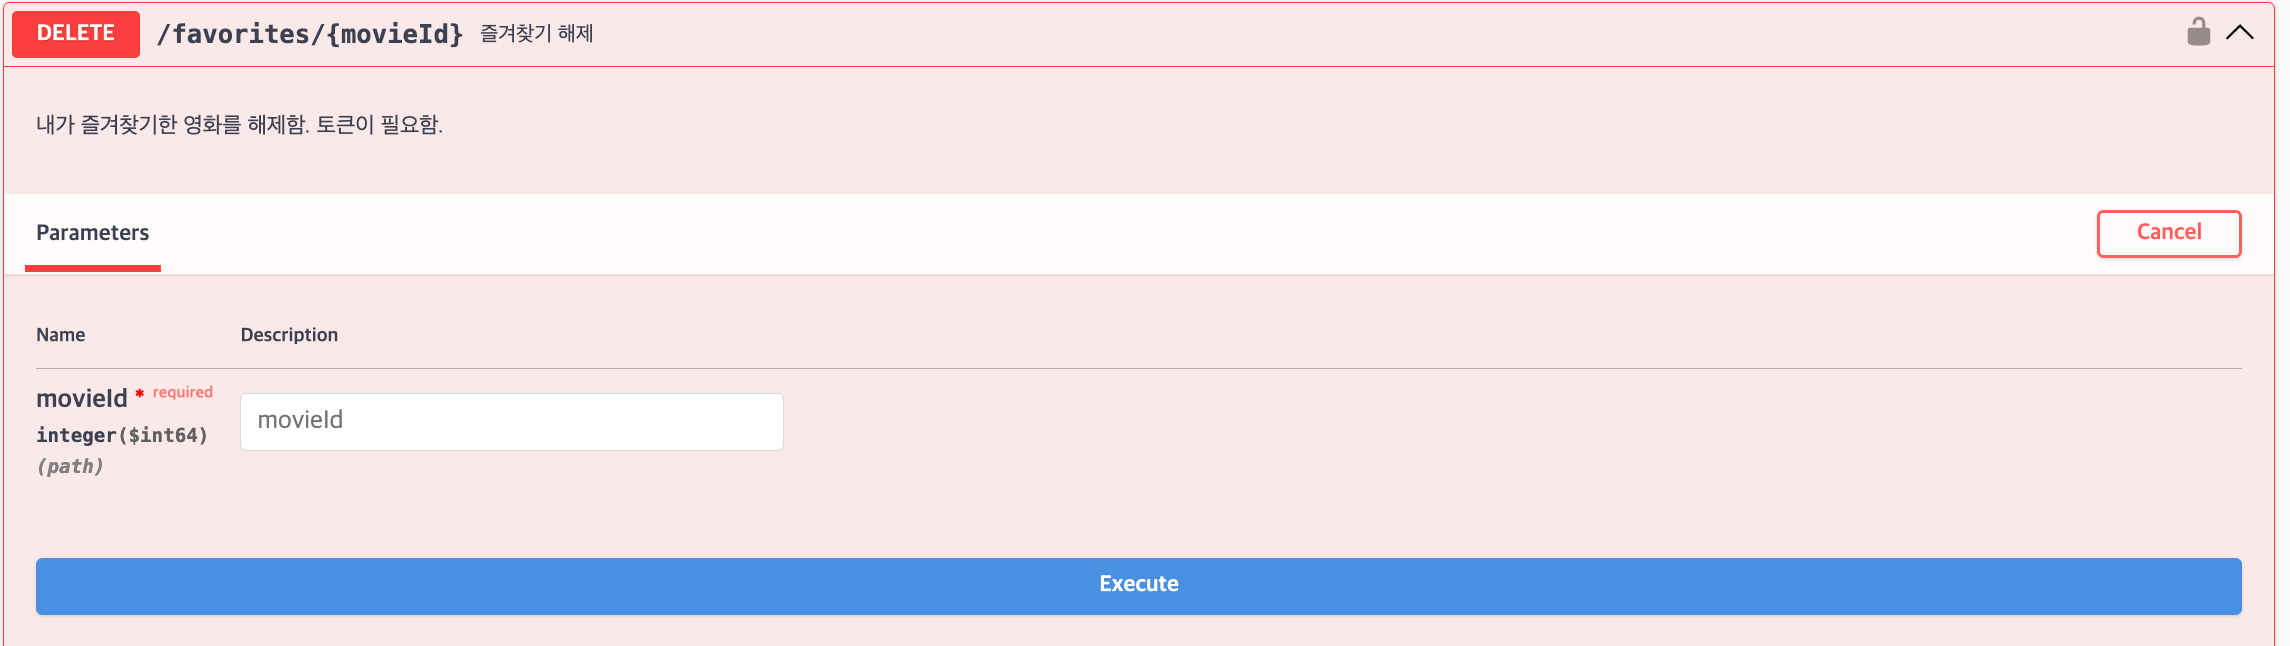 DELETE /favorites/{movieId} 즐겨찾기 해제
내가 즐겨찾기한 영화를 해제함. 토큰이 필요함.
Parameters Cancel
Name Description
movieId * required
integer($int64)
(path)
movieId
Execute